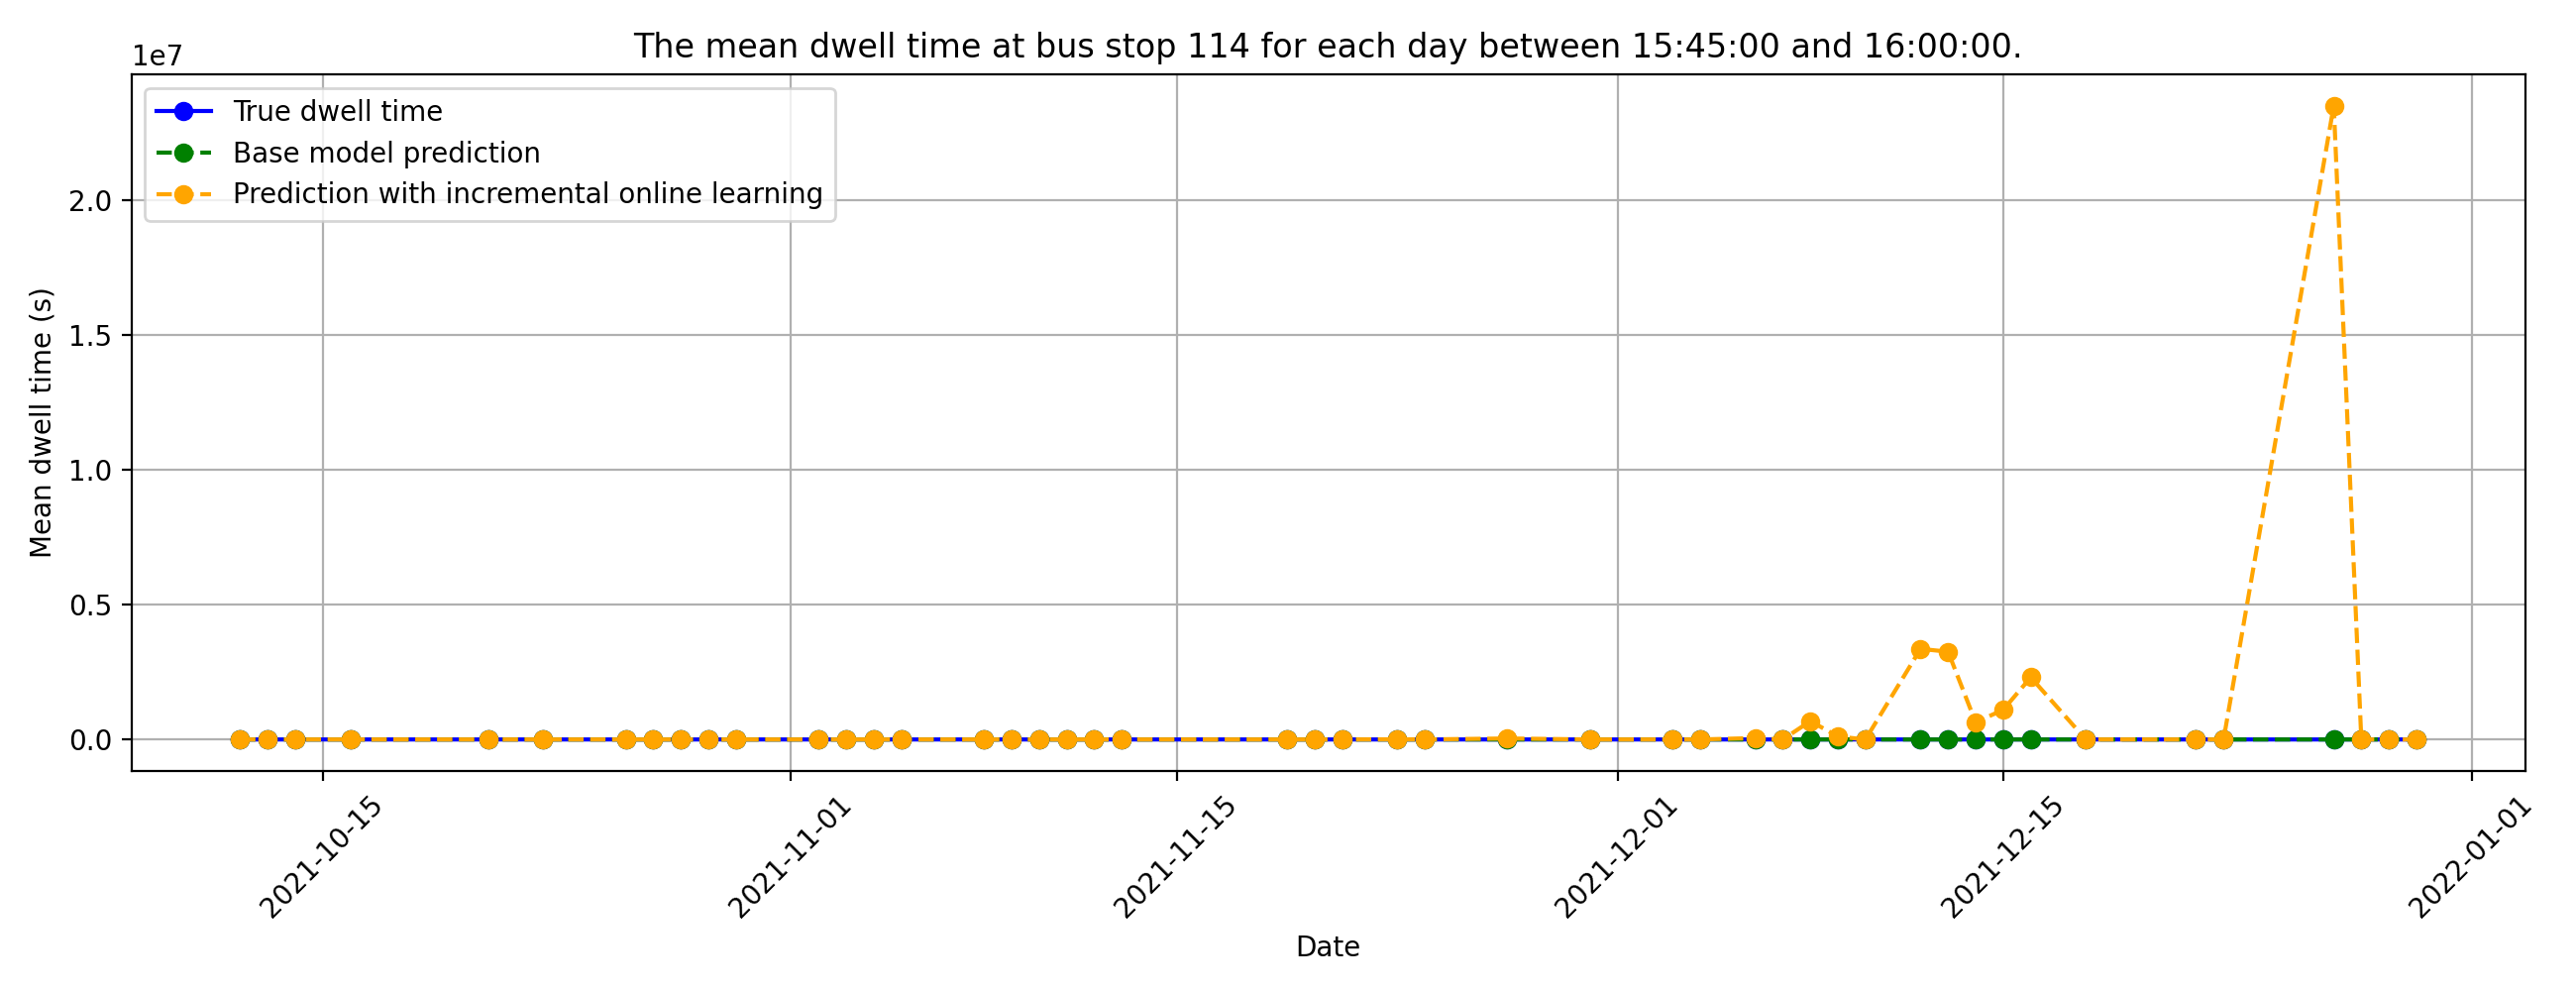 The mean dwell time at bus stop 114 for each day between 15:45:00 and 16:00:00.
1e7
True dwell time
Base model prediction
Prediction with incremental online learning
2.0
1.5
1.0
0.5
0.0
Mean dwell time (s)
2021-10-15
2021-11-01
2021-11-15
2021-12-01
2021-12-15
2022-01-01
Date